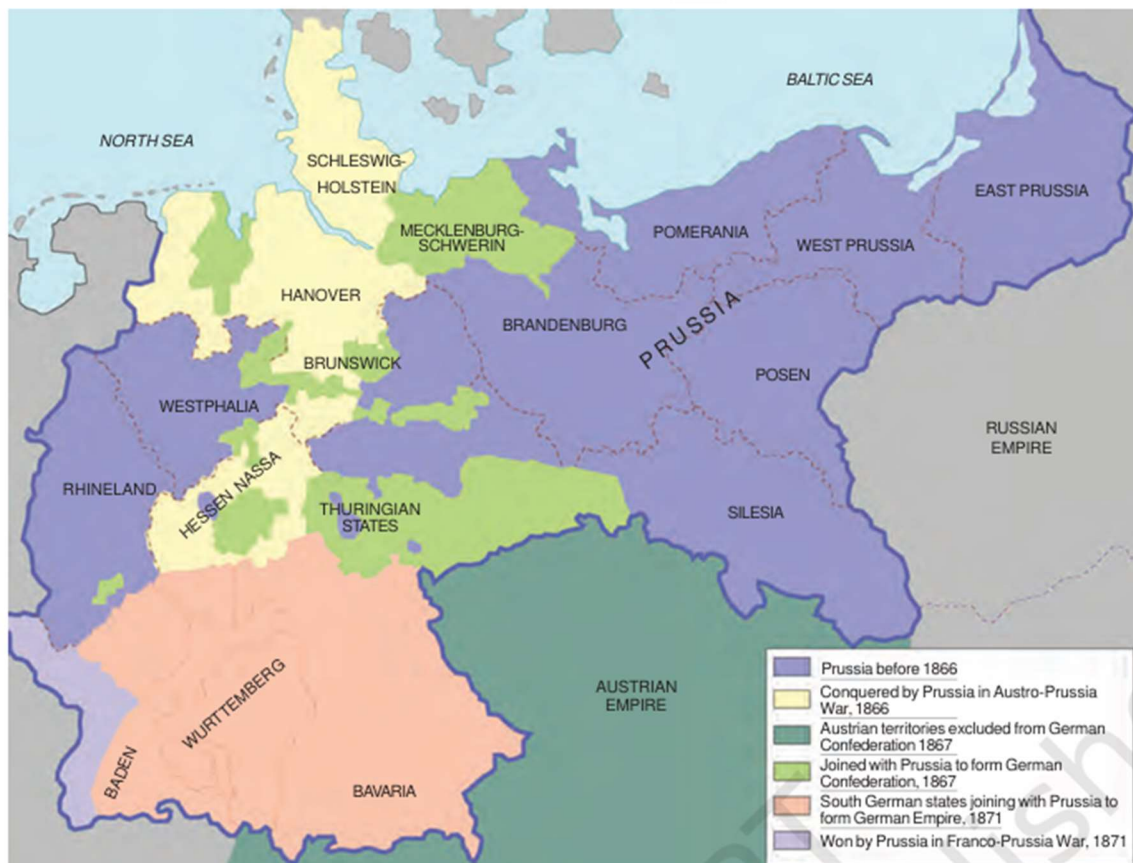 BALTIC SEA
NORTH SEA
SCHLESWIG-
HOLSTEIN
EAST PRUSSIA
MECKLENBURG-
SCHWERIN
POMERANIA
WEST PRUSSIA
HANOVER
BRANDENBURG
PRUSSIA
BRUNSWICK
POSEN
WESTPHALIA
RUSSIAN
EMPIRE
RHINELAND
HESSEN NASSA
THURINGIAN
STATES
SILESIA
AUSTRIAN
EMPIRE
WURTTEMBERG
BADEN
BAVARIA
Prussia before 1866
Conquered by Prussia in Austro-Prussia
War, 1866
Austrian territories excluded from German
Confederation 1867
Joined with Prussia to form German
Confederation, 1867
South German states joining with Prussia to
form German Empire, 1871
Won by Prussia in Franco-Prussia War, 1871